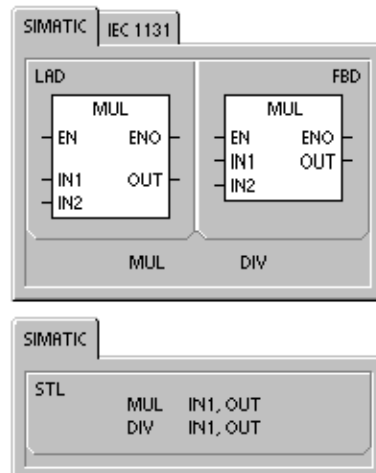 SIMATIC IEC 1131
LAD FBD
MUL MUL
EN ENO EN ENO
IN1 OUT IN1 OUT
IN2 IN2
MUL DIV
SIMATIC
STL
MUL IN1, OUT
DIV IN1, OUT